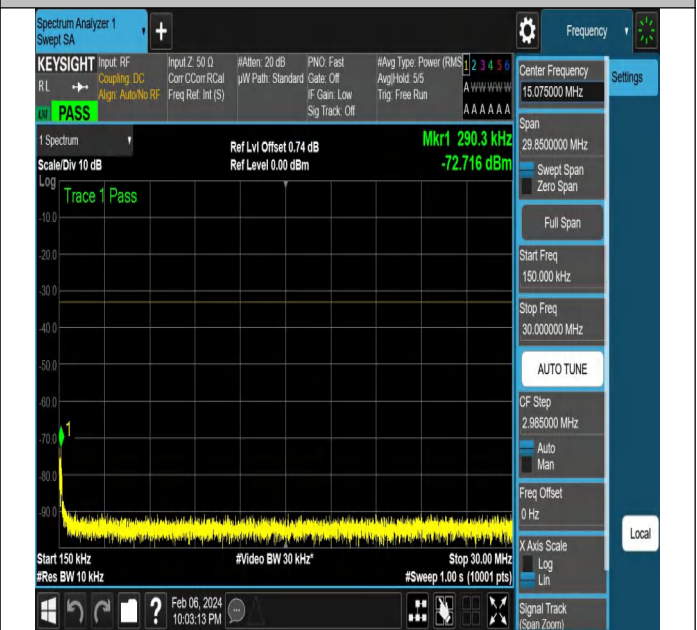 Spectrum Analyzer 1
Swept SA
+
Frequency
KEYSIGHT
RL
Input: RF
Coupling: DC
Align: Auto/No RF
Input Z: 50 Ω
Corr CCorr RCal
Freq Ref: Int (S)
#Atten: 20 dB
µW Path: Standard
PNO: Fast
Gate: Off
IF Gain: Low
Sig Track: Off
#Avg Type: Power (RMS
Avg|Hold: 5/5
Trig: Free Run
1 2 3 4 5 6
A W W W W W
A A A A A A
PASS
1 Spectrum
Scale/Div 10 dB
Ref Lvl Offset 0.74 dB
Ref Level 0.00 dBm
Mkr1 290.3 kHz
-72.716 dBm
Log
Trace 1 Pass
-10.0
-20.0
-30.0
-40.0
-50.0
-60.0
-70.0
-80.0
-90.0
1
Start 150 kHz
#Res BW 10 kHz
#Video BW 30 kHz*
Stop 30.00 MHz
#Sweep 1.00 s (10001 pts)
Center Frequency
15.075000 MHz
Settings
Span
29.8500000 MHz
Swept Span
Zero Span
Full Span
Start Freq
150.000 kHz
Stop Freq
30.000000 MHz
AUTO TUNE
CF Step
2.985000 MHz
Auto
Man
Freq Offset
0 Hz
X Axis Scale
Log
Lin
Signal Track
(Span Zoom)
Local
?
Feb 06, 2024
10:03:13 PM